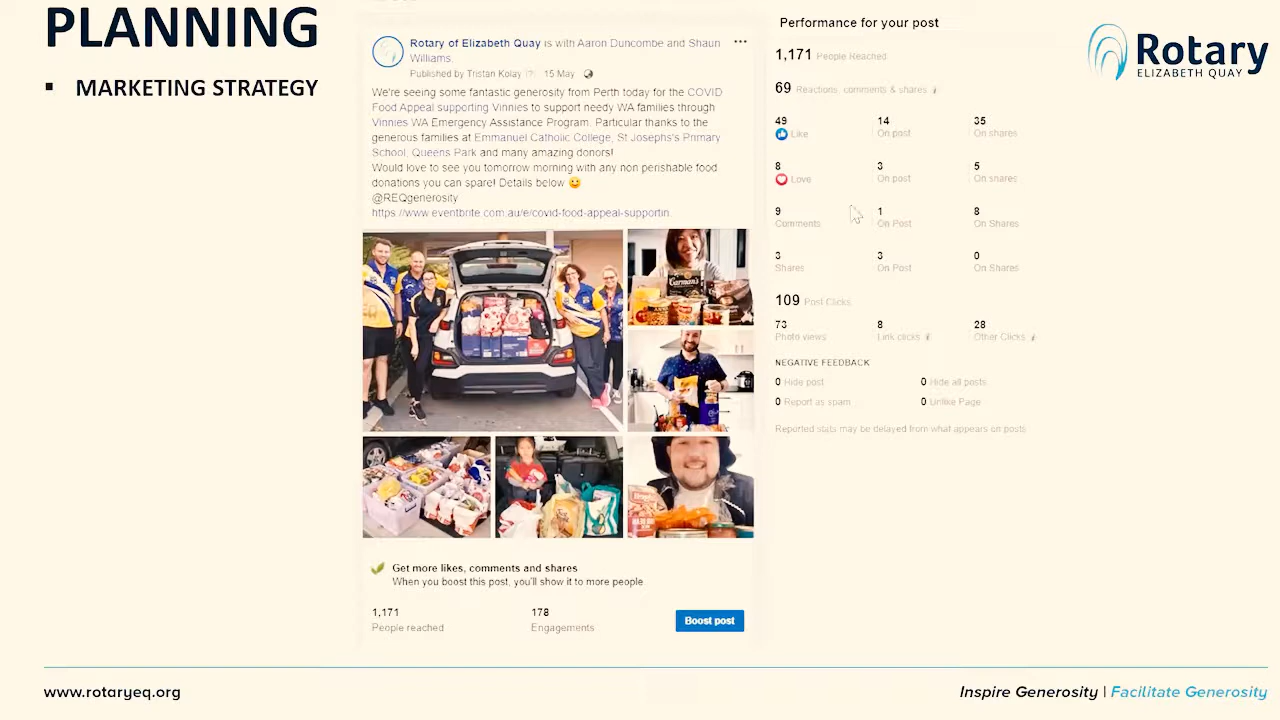 PLANNING
▪ MARKETING STRATEGY
Rotary of Elizabeth Quay is with Aaron Duncombe and Shaun
Williams.
Published by Tristan Kolay · 15 May ·
We're seeing some fantastic generosity from Perth today for the COVID
Food Appeal supporting Vinnies to support needy WA families through
Vinnies WA Emergency Assistance Program. Particular thanks to the
generous families at Emmanuel Catholic College, St Josephs's Primary
School, Queens Park and many amazing donors!
Would love to see you tomorrow morning with any non perishable food
donations you can spare! Details below 🙂
@REQgenerosity
https://www.eventbrite.com.au/e/covid-food-appeal-supportin...
Carman's
Get more likes, comments and shares
When you boost this post, you'll show it to more people
1,171
People reached
178
Engagements
Boost post
Performance for your post
1,171 People Reached
69 Reactions, comments & shares
49 Like
14 On post
35 On shares
8 Love
3 On post
5 On shares
9 Comments
1 On Post
8 On Shares
3 Shares
3 On Post
0 On Shares
109 Post Clicks
73 Photo views
8 Link clicks
28 Other Clicks
NEGATIVE FEEDBACK
0 Hide post
0 Hide all posts
0 Report as spam
0 Unlike Page
Reported stats may be delayed from what appears on posts
Rotary
ELIZABETH QUAY
www.rotaryeq.org
Inspire Generosity | Facilitate Generosity